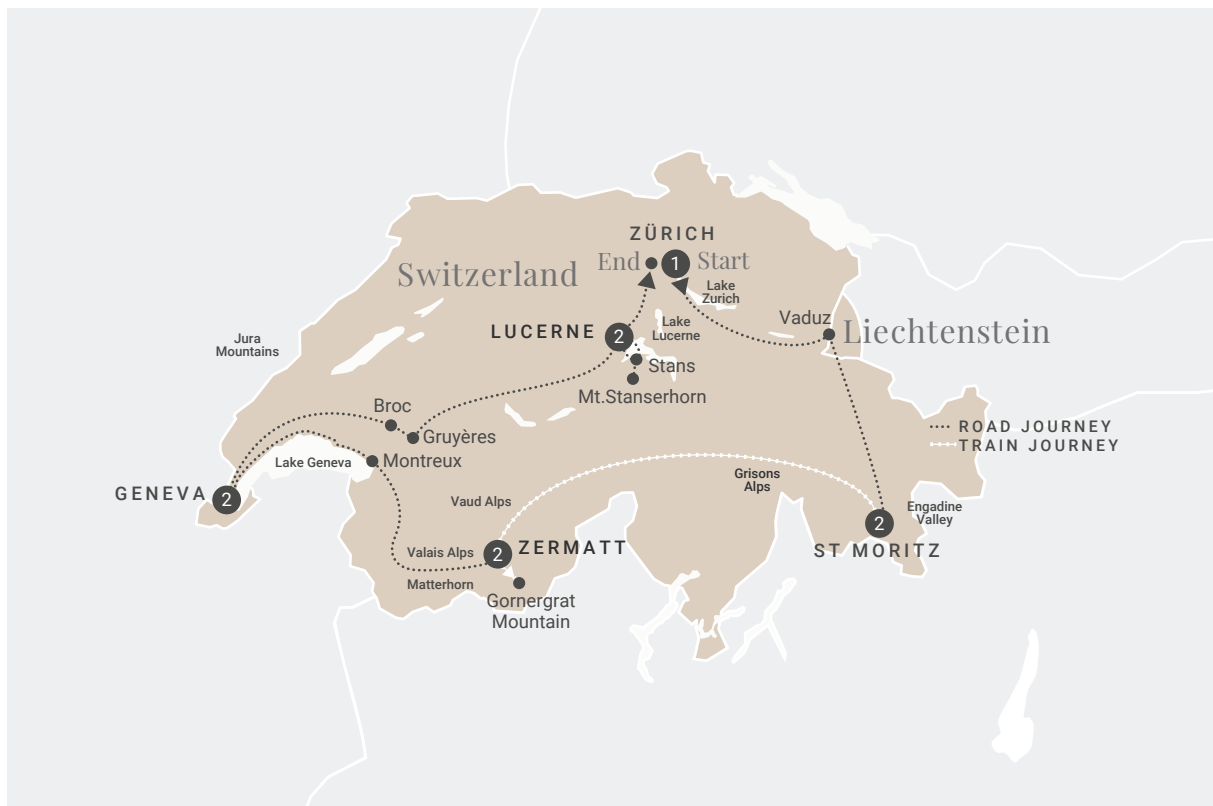 ZÜRICH
End
1
Start
Switzerland
Lake
Zurich
Vaduz
Liechtenstein
LUCERNE
2
Lake
Lucerne
Stans
Mt.Stanserhorn
Jura
Mountains
Broc
Gruyères
Montreux
Lake Geneva
GENEVA
2
ROAD JOURNEY
TRAIN JOURNEY
Grisons
Alps
Vaud Alps
Engadine
Valley
2
ST MORITZ
Valais Alps
2
ZERMATT
Matterhorn
Gornergrat
Mountain